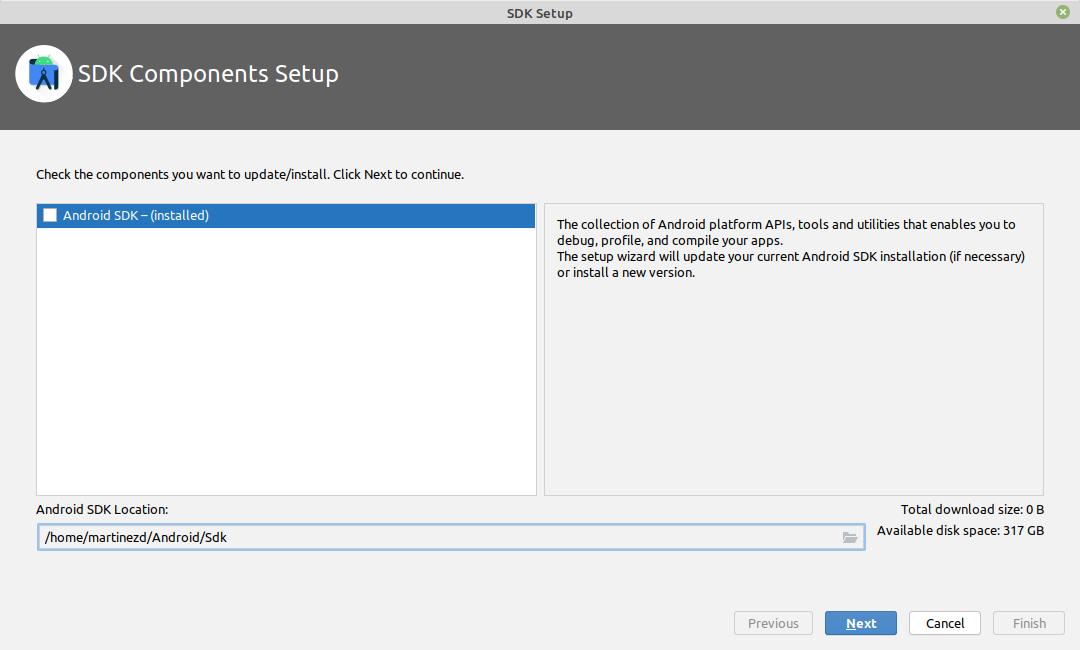 SDK Setup
SDK Components Setup
Check the components you want to update/install. Click Next to continue.
Android SDK – (installed)
The collection of Android platform APIs, tools and utilities that enables you to
debug, profile, and compile your apps.
The setup wizard will update your current Android SDK installation (if necessary)
or install a new version.
Android SDK Location:
Total download size: 0 B
/home/martinezd/Android/Sdk
Available disk space: 317 GB
Previous
Next
Cancel
Finish